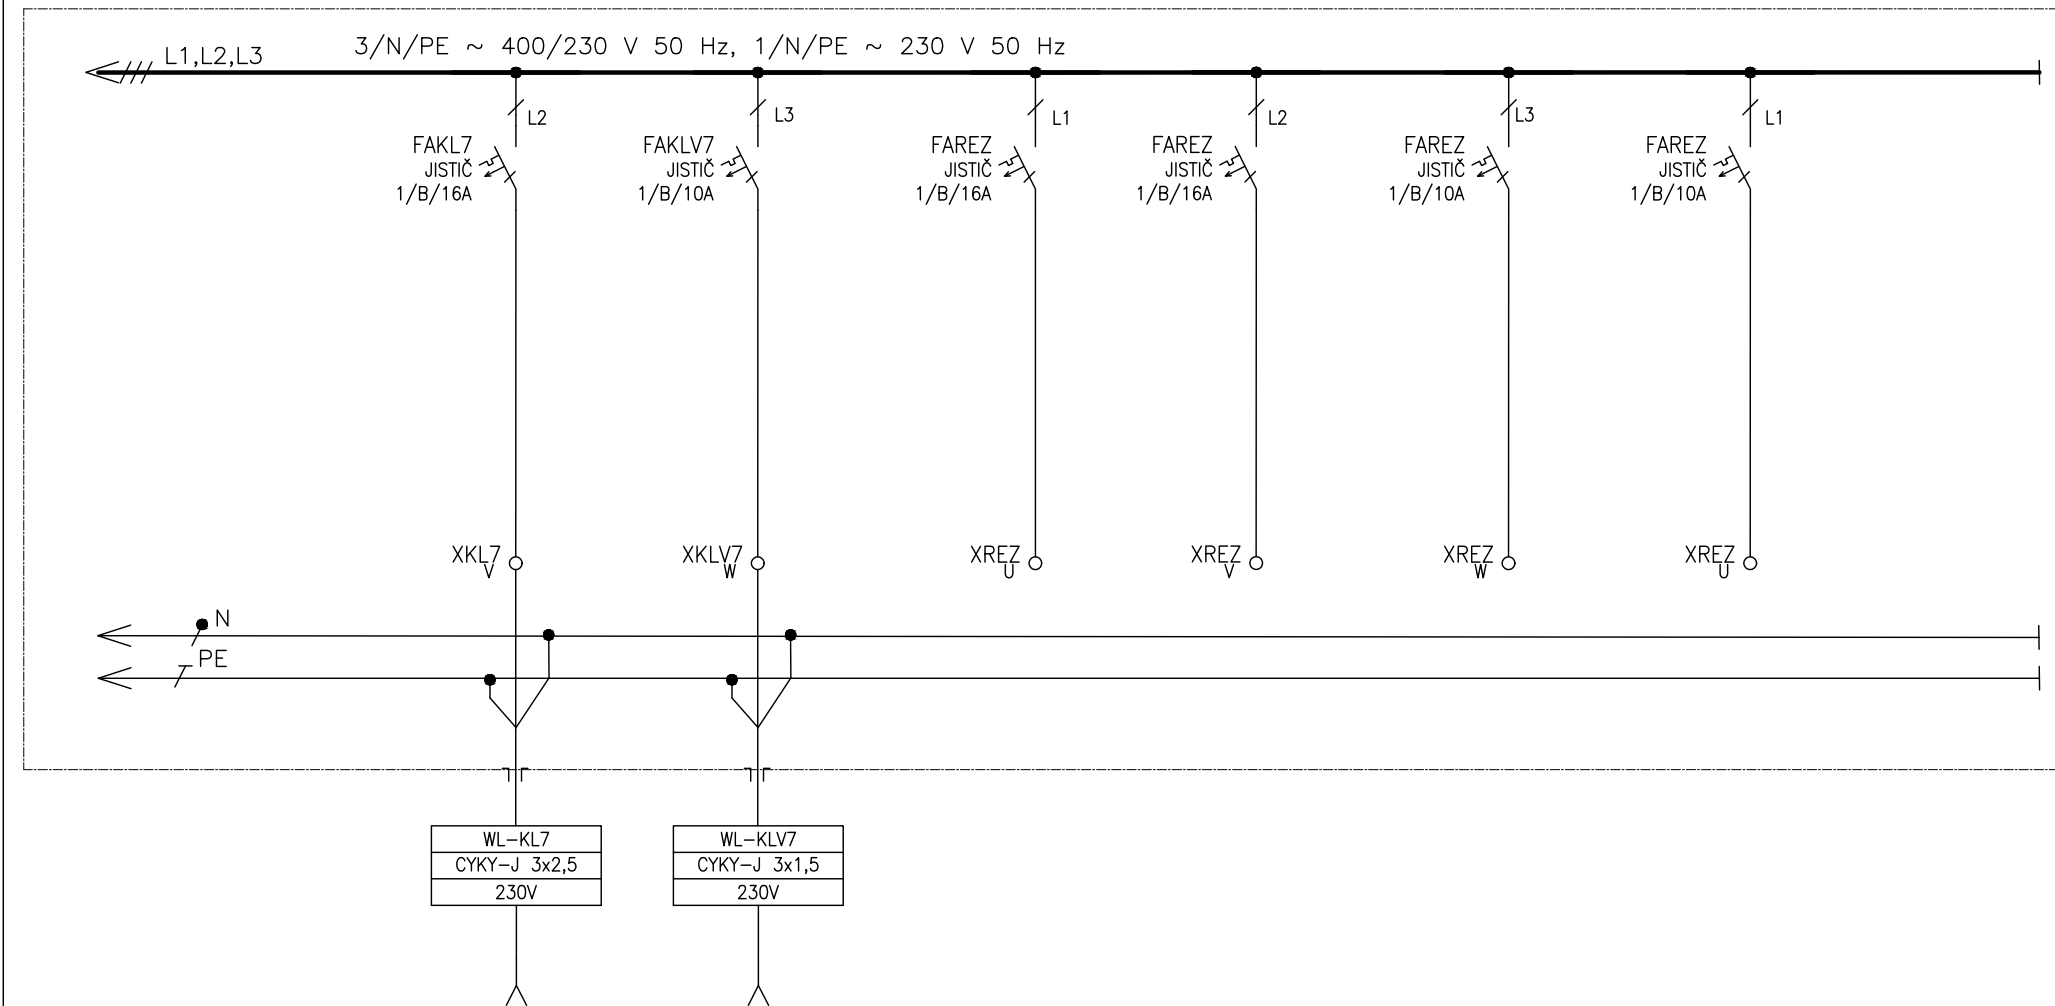 3/N/PE ~ 400/230 V 50 Hz, 1/N/PE ~ 230 V 50 Hz
L1,L2,L3
L2
L3
L1
L2
L3
L1
FAKL7
JISTIČ
1/B/16A
FAKLV7
JISTIČ
1/B/10A
FAREZ
JISTIČ
1/B/16A
FAREZ
JISTIČ
1/B/16A
FAREZ
JISTIČ
1/B/10A
FAREZ
JISTIČ
1/B/10A
XKL7
V
XKLV7
W
XREZ
U
XREZ
V
XREZ
W
XREZ
U
N
PE
WL-KL7
CYKY-J 3x2,5
230V
WL-KLV7
CYKY-J 3x1,5
230V